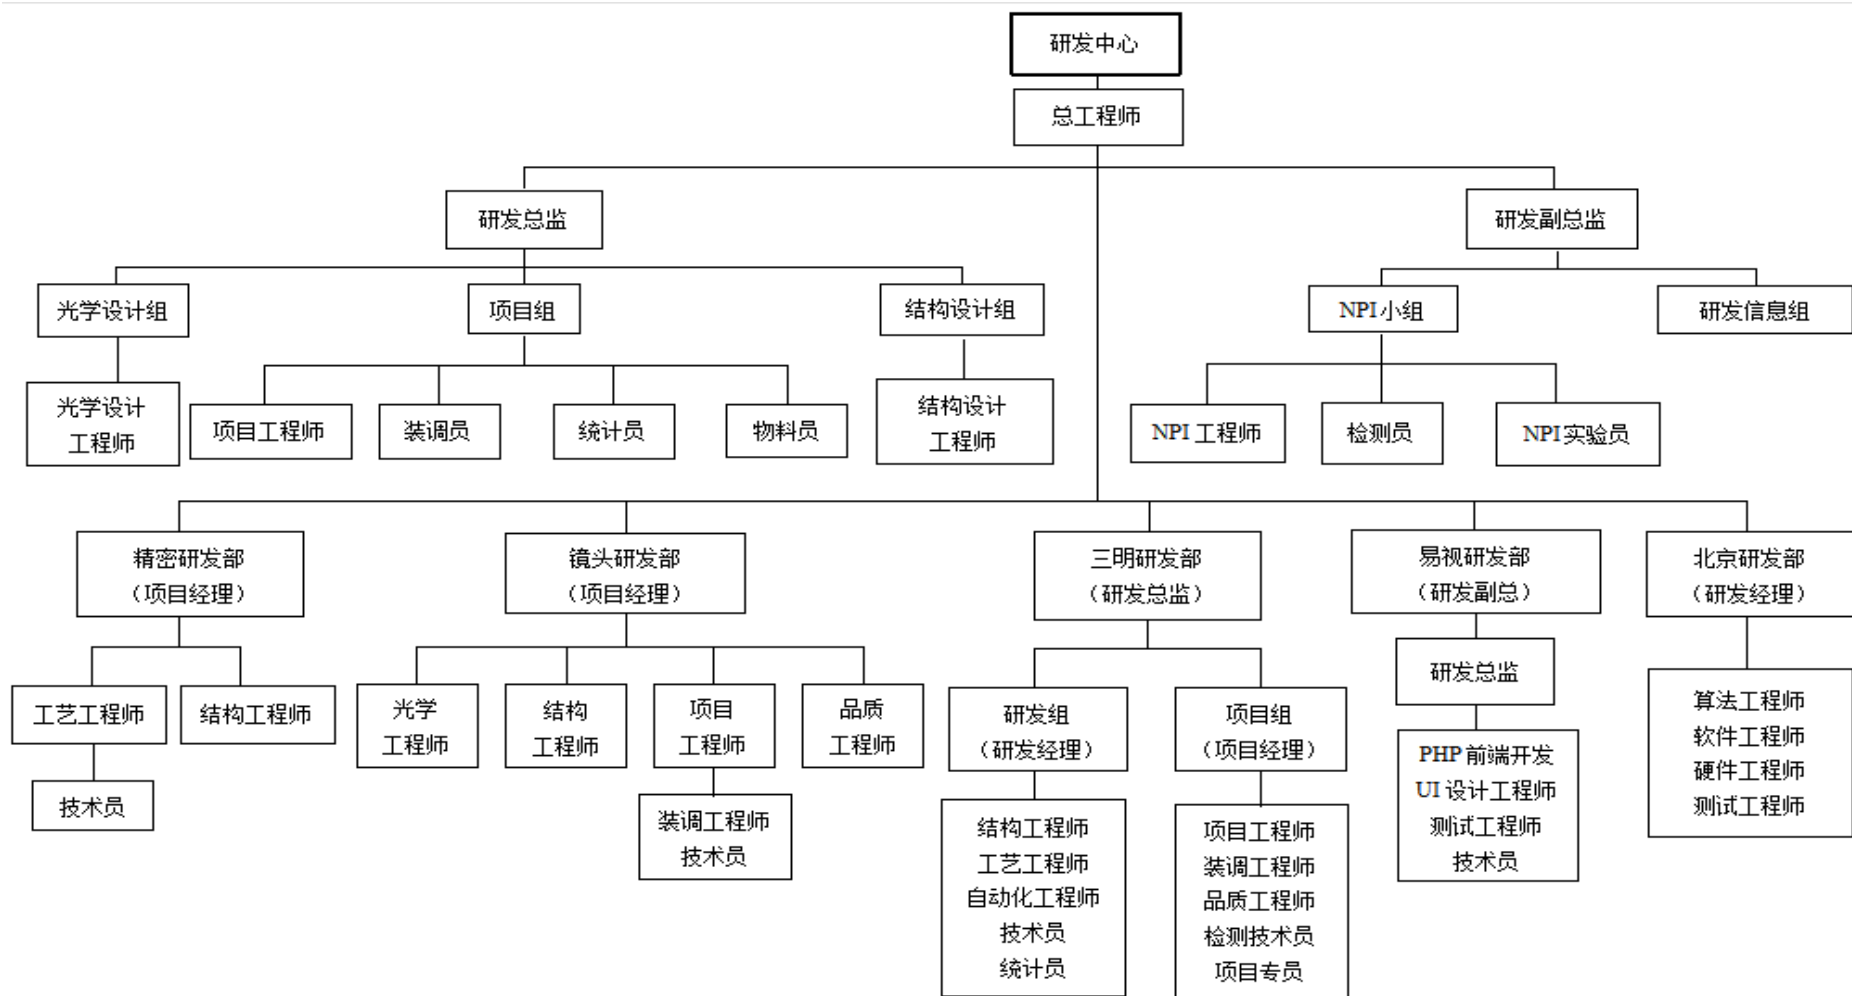 研发中心
总工程师
研发总监
研发副总监
光学设计组
项目组
结构设计组
NPI 小组
研发信息组
光学设计
工程师
项目工程师
装调员
统计员
物料员
结构设计
工程师
NPI 工程师
检测员
NPI 实验员
精密研发部
（项目经理）
镜头研发部
（项目经理）
三明研发部
（研发总监）
易视研发部
（研发副总）
北京研发部
（研发经理）
工艺工程师
结构工程师
技术员
光学
工程师
结构
工程师
项目
工程师
品质
工程师
装调工程师
技术员
研发组
（研发经理）
项目组
（项目经理）
结构工程师
工艺工程师
自动化工程师
技术员
统计员
项目工程师
装调工程师
品质工程师
检测技术员
项目专员
研发总监
PHP 前端开发
UI 设计工程师
测试工程师
技术员
算法工程师
软件工程师
硬件工程师
测试工程师